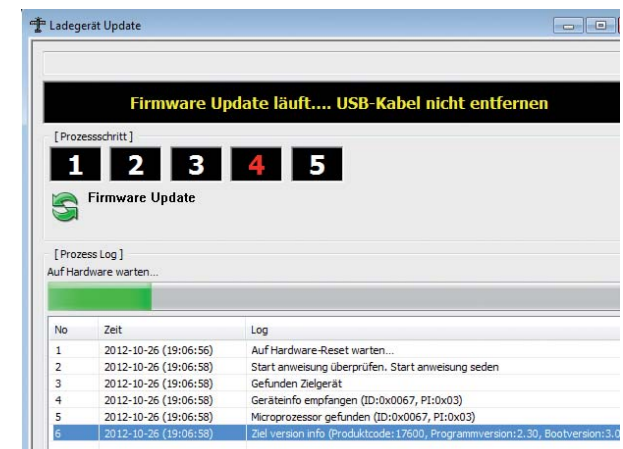 Ladegerät Update
Firmware Update läuft.... USB-Kabel nicht entfernen
[ Prozessschritt ]
1 2 3 4 5
Firmware Update
[ Prozess Log ]
Auf Hardware warten...
No Zeit Log
1 2012-10-26 (19:06:56) Auf Hardware-Reset warten...
2 2012-10-26 (19:06:58) Start anweisung überprüfen. Start anweisung seden
3 2012-10-26 (19:06:58) Gefunden Zielgerät
4 2012-10-26 (19:06:58) Geräteinfo empfangen (ID:0x0067, PI:0x03)
5 2012-10-26 (19:06:58) Microprozessor gefunden (ID:0x0067, PI:0x03)
6 2012-10-26 (19:06:58) Ziel version info (Produktcode:17600, Programmversion:2.30, Bootversion:3.0